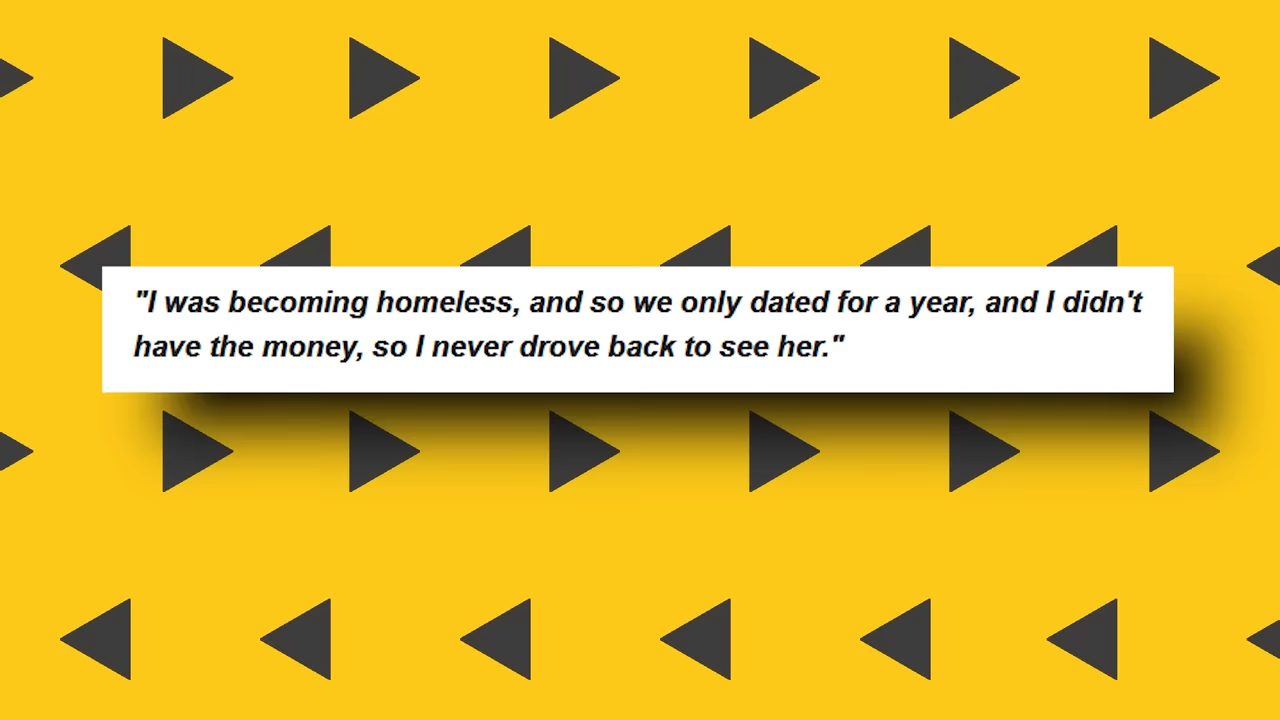 "I was becoming homeless, and so we only dated for a year, and I didn't
have the money, so I never drove back to see her."